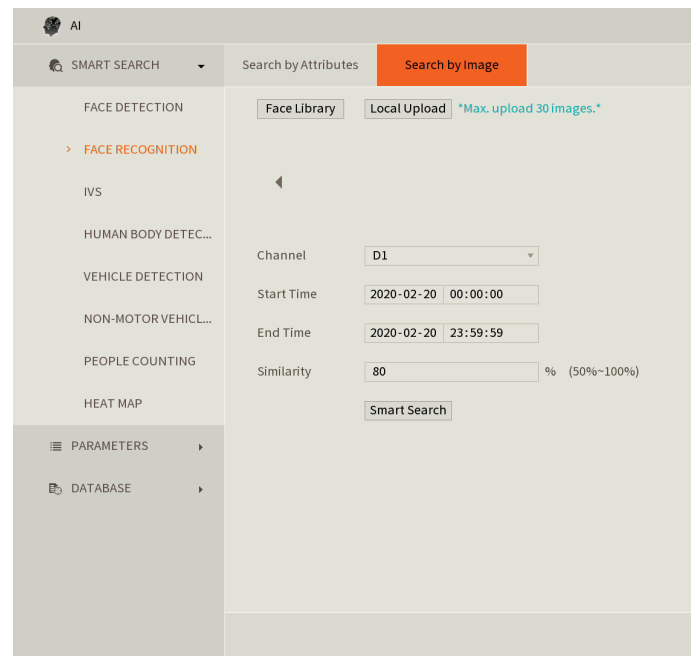 AI
SMART SEARCH
Search by Attributes
Search by Image
FACE DETECTION
Face Library
Local Upload
*Max. upload 30 images.*
FACE RECOGNITION
IVS
HUMAN BODY DETEC...
Channel
D1
VEHICLE DETECTION
Start Time
2020-02-20 00:00:00
NON-MOTOR VEHICL...
End Time
2020-02-20 23:59:59
PEOPLE COUNTING
Similarity
80
% (50%~100%)
HEAT MAP
Smart Search
PARAMETERS
DATABASE